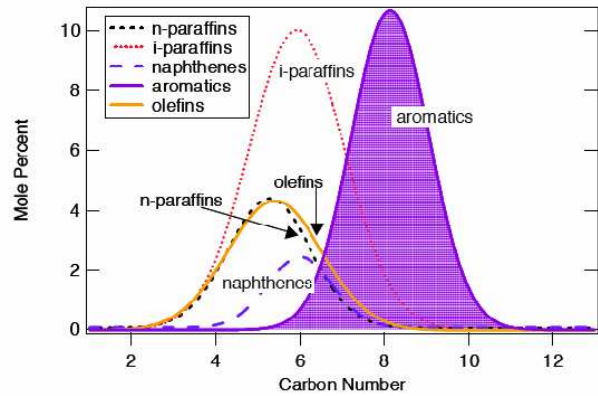 n-paraffins
i-paraffins
naphthenes
aromatics
olefins
i-paraffins
aromatics
olefins
n-paraffins
naphthenes
Mole Percent
10
8
6
4
2
0
2 4 6 8 10 12
Carbon Number